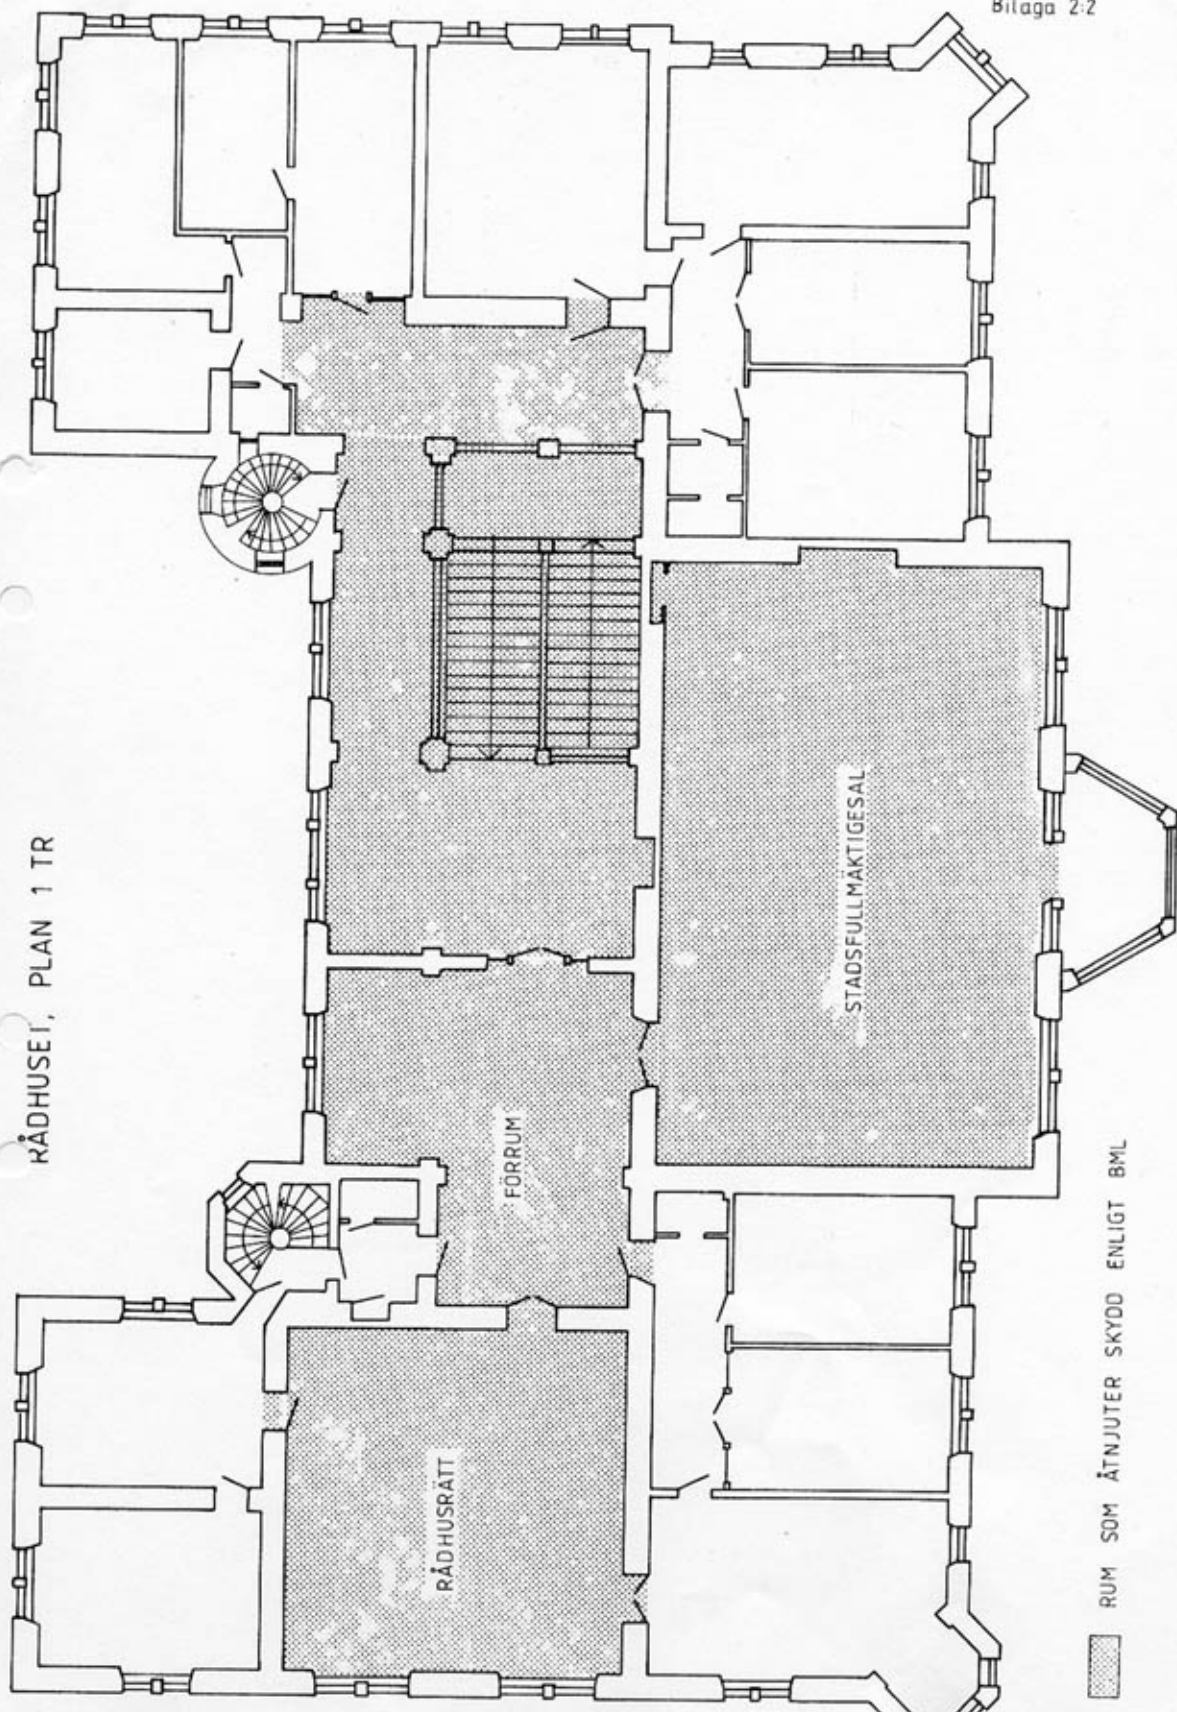 Bilaga 2:2
RÅDHUSET, PLAN 1 TR
STADSFULLMÄKTIGESAL
FÖRRUM
RÅDHUSRÄTT
RUM SOM ÅTNJUTER SKYDD ENLIGT BML